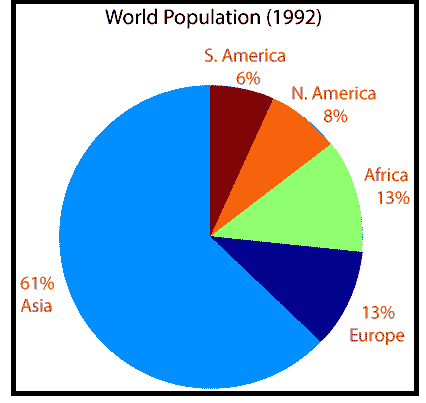 World Population (1992)
S. America
6%
N. America
8%
Africa
13%
61%
Asia
13%
Europe